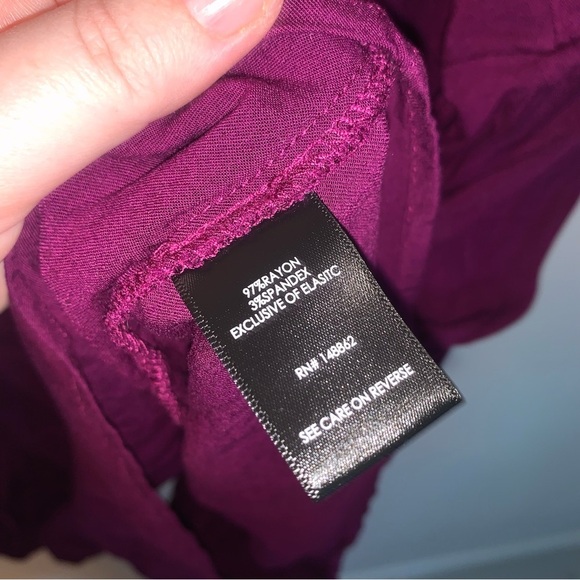 97%RAYON
3%SPANDEX
EXCLUSIVE OF ELASITC
RN# 148862
SEE CARE ON REVERSE